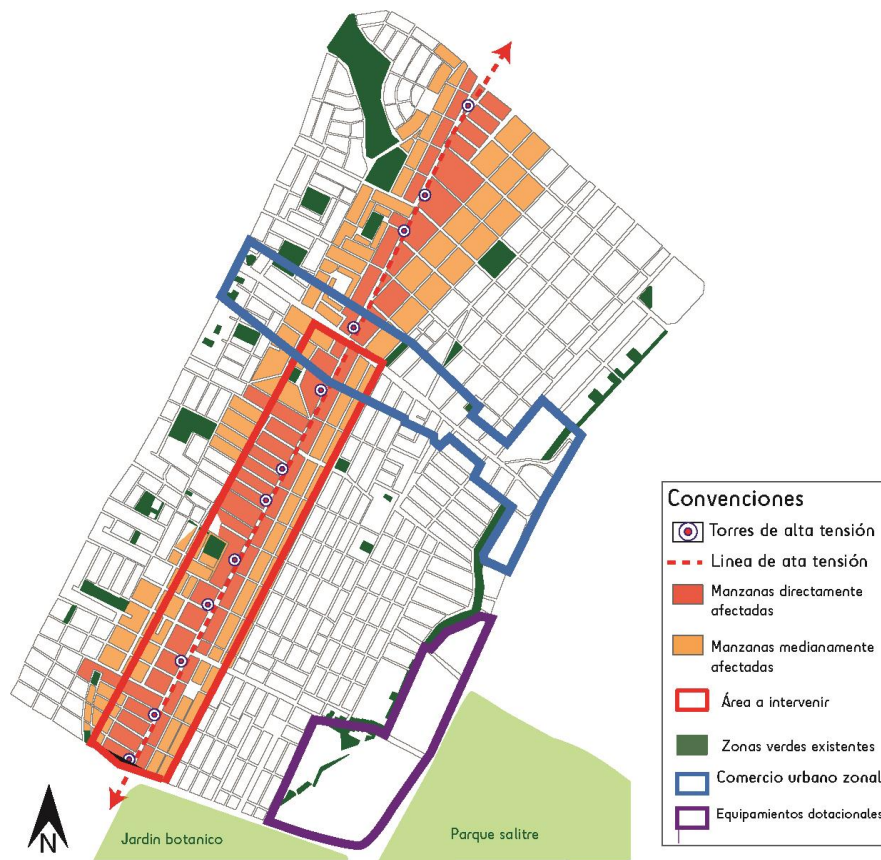 Convenciones
Torres de alta tensión
Linea de ata tensión
Manzanas directamente
afectadas
Manzanas medianamente
afectadas
Área a intervenir
Zonas verdes existentes
Comercio urbano zonal
Equipamientos dotacionales
N
Jardin botanico
Parque salitre